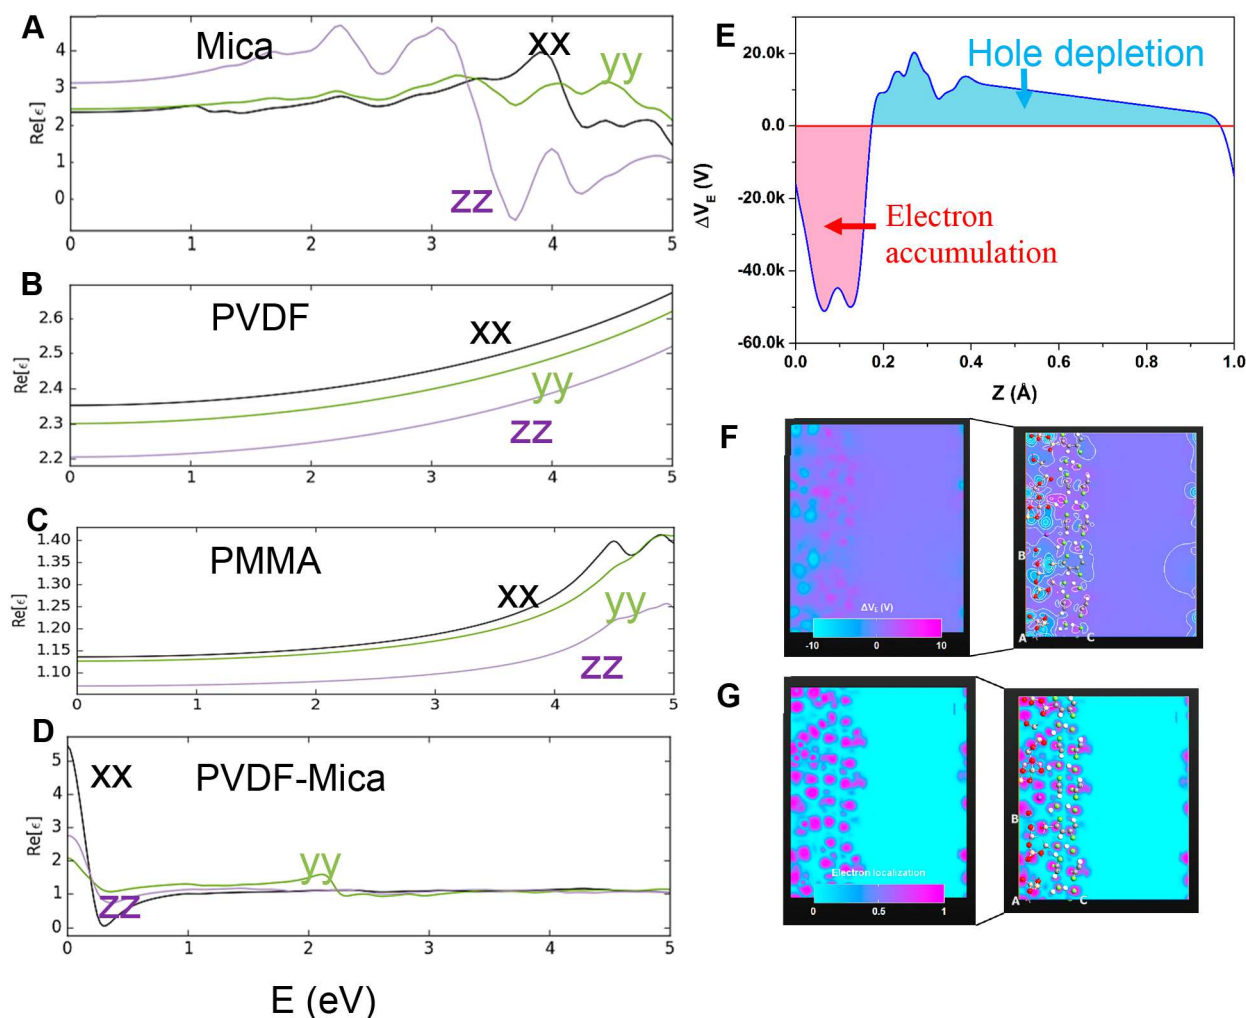 A
Mica
xx
yy
zz
Re[ϵ]
4
3
2
1
0
0 1 2 3 4 5
B
PVDF
xx
yy
zz
Re[ϵ]
2.6
2.5
2.4
2.3
2.2
0 1 2 3 4 5
C
PMMA
xx
yy
zz
Re[ϵ]
1.40
1.35
1.30
1.25
1.20
1.15
1.10
0 1 2 3 4 5
D
xx
PVDF-Mica
yy
zz
Re[ϵ]
5
4
3
2
1
0
0 1 2 3 4 5
E (eV)
E
Hole depletion
Electron
accumulation
ΔV_E (V)
20.0k
0.0
-20.0k
-40.0k
-60.0k
0.0 0.2 0.4 0.6 0.8 1.0
Z (Å)
F
ΔV_E (V)
-10 0 10
B
A C
G
Electron localization
0 0.5 1
B
A C